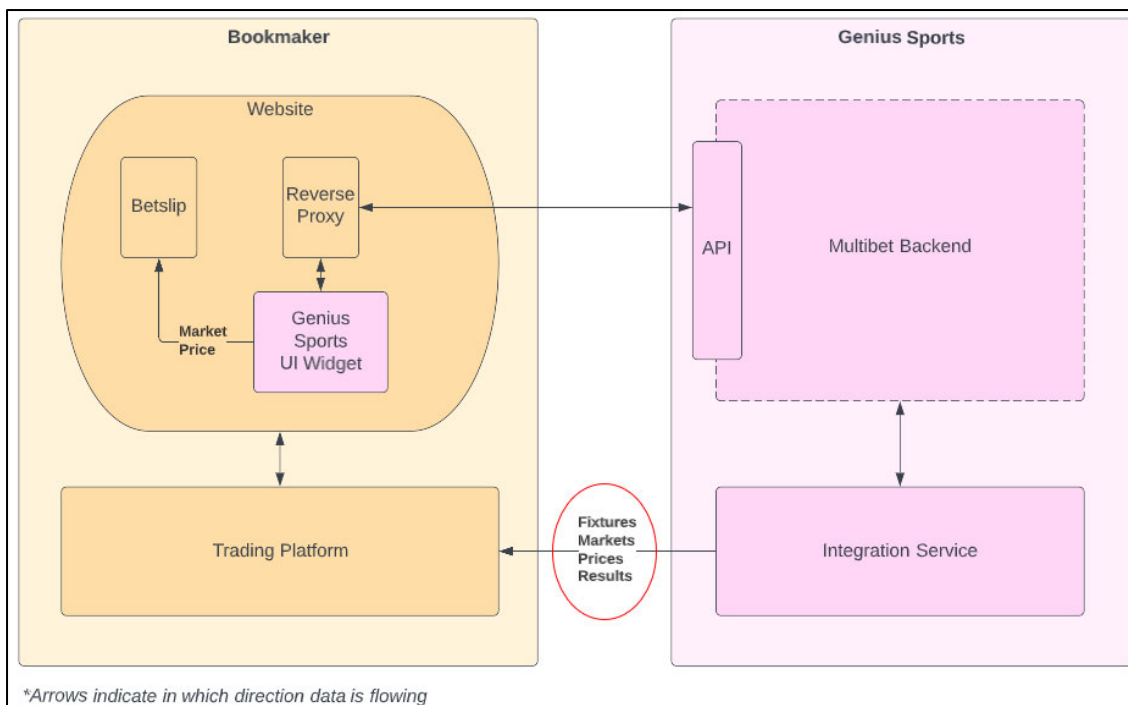 Bookmaker
Genius Sports
Website
Betslip
Reverse
Proxy
API
Multibet Backend
Market
Price
Genius
Sports
UI Widget
Trading Platform
Fixtures
Markets
Prices
Results
Integration Service
*Arrows indicate in which direction data is flowing